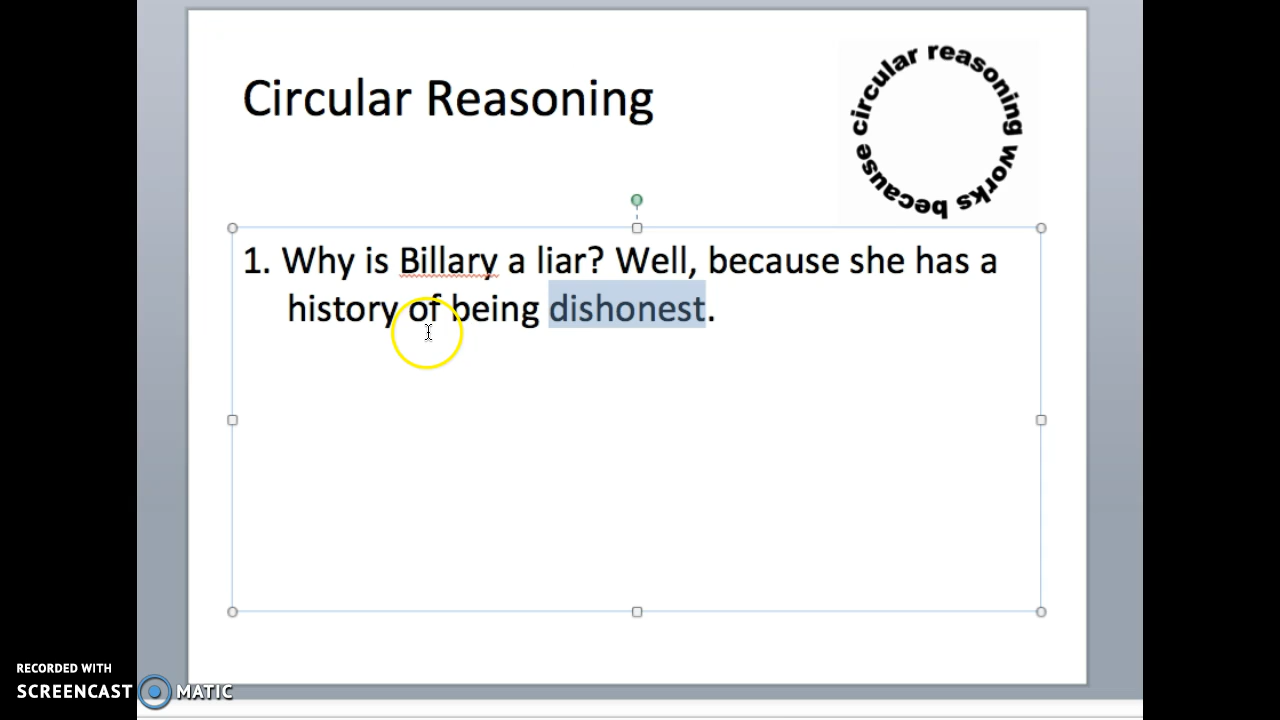 Circular Reasoning
circular reasoning works because
1. Why is Billary a liar? Well, because she has a
history of being dishonest.
RECORDED WITH
SCREENCAST MATIC